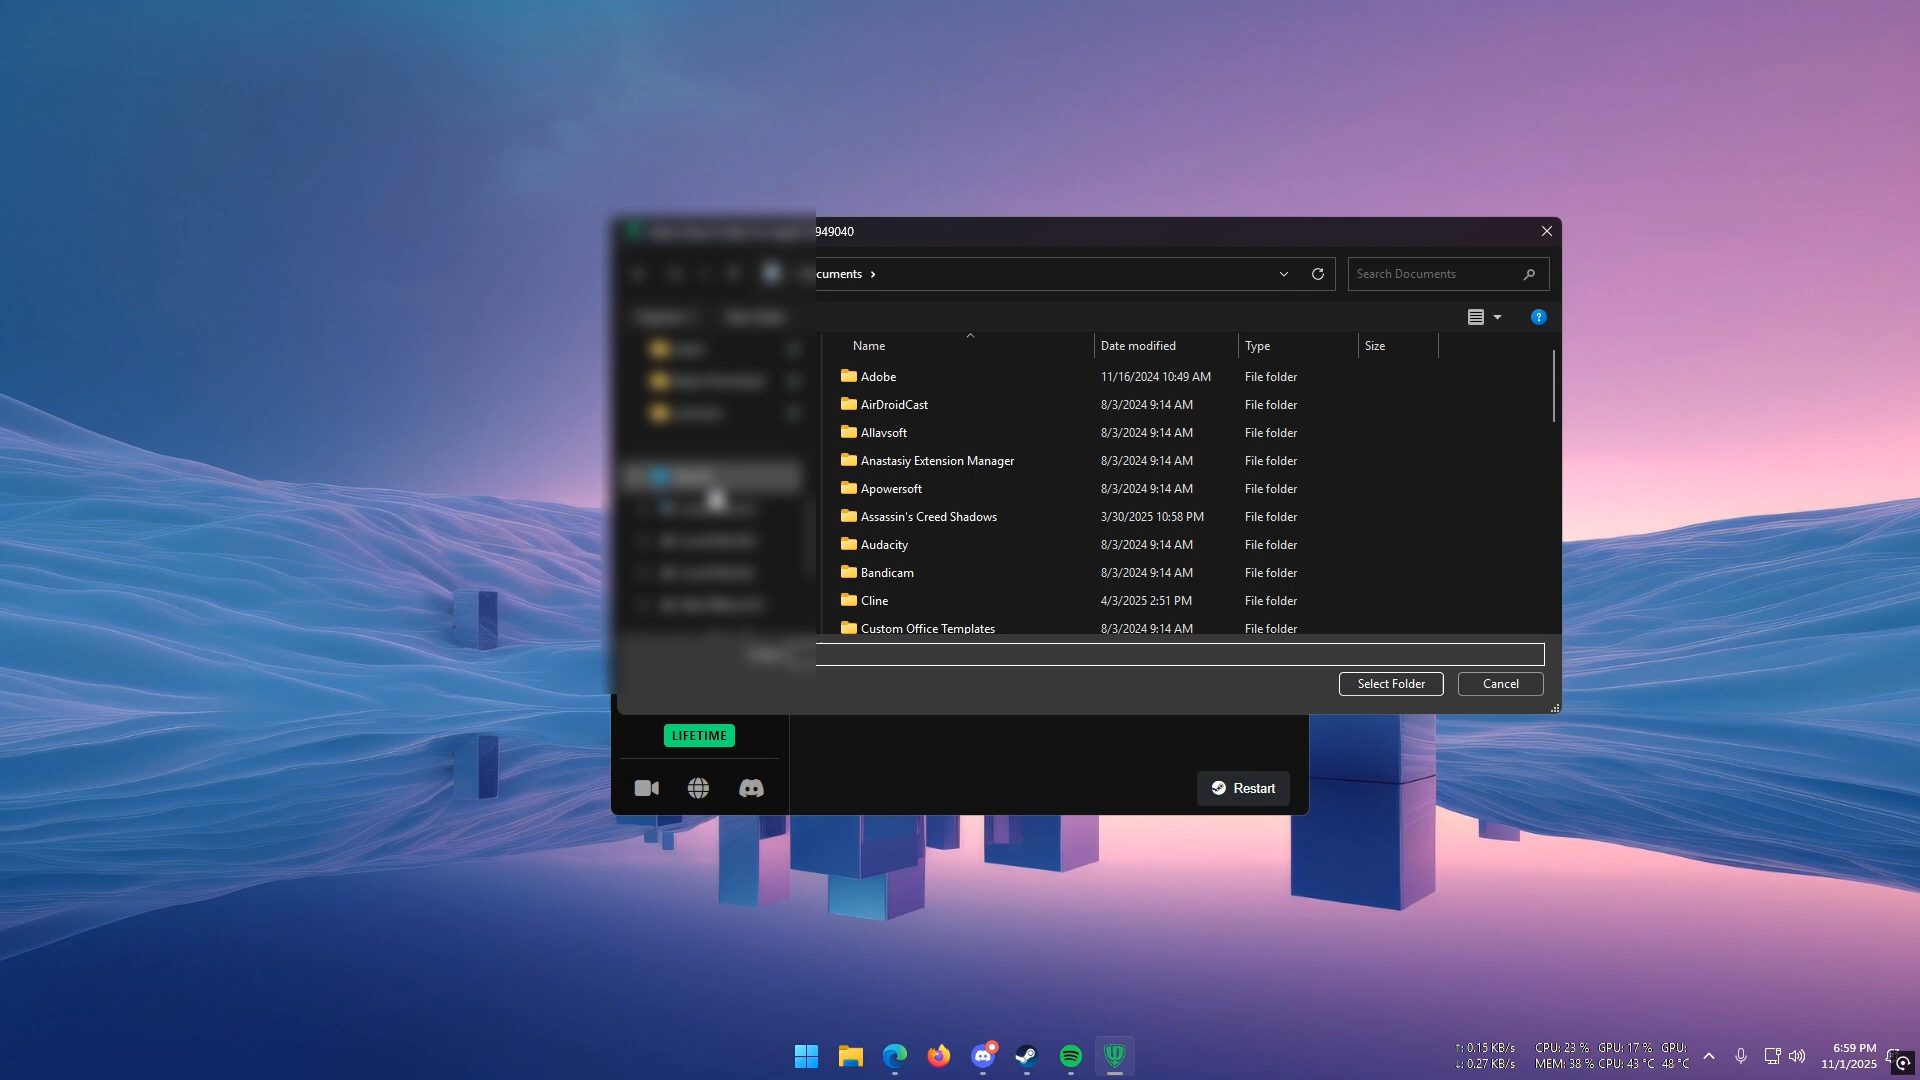 949040
cuments
Search Documents
Name
Date modified
Type
Size
Adobe
11/16/2024 10:49 AM
File folder
AirDroidCast
8/3/2024 9:14 AM
File folder
Allavsoft
8/3/2024 9:14 AM
File folder
Anastasiy Extension Manager
8/3/2024 9:14 AM
File folder
Apowersoft
8/3/2024 9:14 AM
File folder
Assassin's Creed Shadows
3/30/2025 10:58 PM
File folder
Audacity
8/3/2024 9:14 AM
File folder
Bandicam
8/3/2024 9:14 AM
File folder
Cline
4/3/2025 2:51 PM
File folder
Custom Office Templates
8/3/2024 9:14 AM
File folder
Select Folder
Cancel
LIFETIME
Restart
↑: 0.15 KB/s CPU: 23 % GPU: 17 % GPU:
↓: 0.27 KB/s MEM: 38 % CPU: 43 °C 48 °C
6:59 PM
11/1/2025